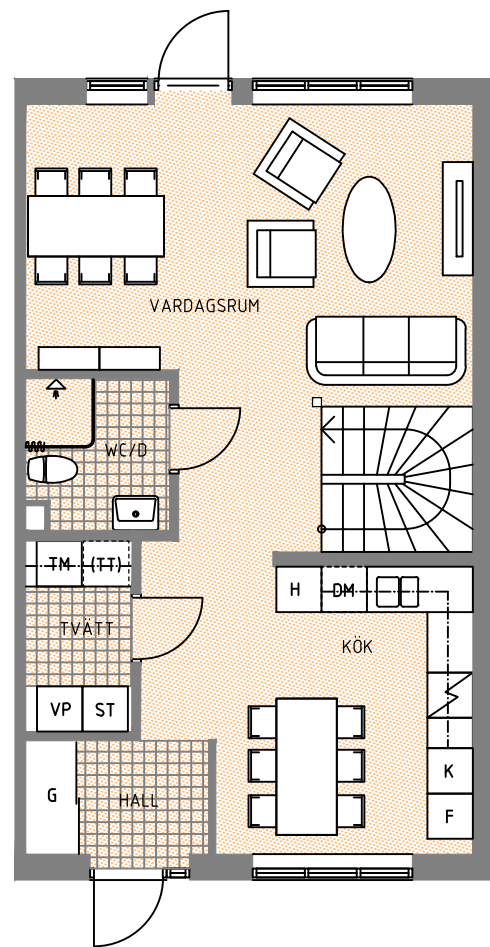 VARDAGSRUM
WC/D
TM (TT)
H DM
TVÄTT
KÖK
VP ST
K
G HALL
F